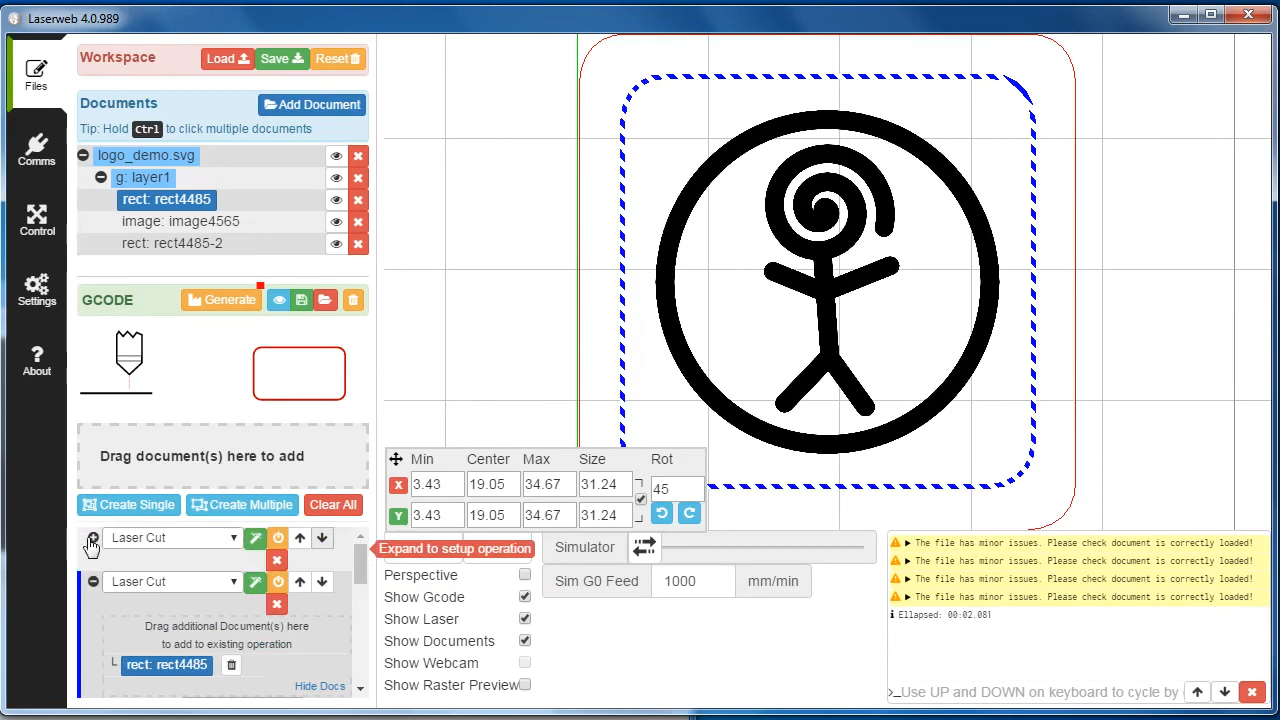 Laserweb 4.0.989
Files
Comms
Control
Settings
About
Workspace
Load
Save
Reset
Documents
Add Document
Tip: Hold Ctrl to click multiple documents
logo_demo.svg
g: layer1
rect: rect4485
image: image4565
rect: rect4485-2
GCODE
Generate
Drag document(s) here to add
Create Single
Create Multiple
Clear All
Laser Cut
Expand to setup operation
Laser Cut
Drag additional Document(s) here
to add to existing operation
rect: rect4485
Hide Docs
Min Center Max Size Rot
X 3.43 19.05 34.67 31.24 45
Y 3.43 19.05 34.67 31.24
Perspective
Show Gcode
Show Laser
Show Documents
Show Webcam
Show Raster Preview
Simulator
Sim G0 Feed 1000 mm/min
The file has minor issues. Please check document is correctly loaded!
The file has minor issues. Please check document is correctly loaded!
The file has minor issues. Please check document is correctly loaded!
The file has minor issues. Please check document is correctly loaded!
Ellapsed: 00:02.081
>_Use UP and DOWN on keyboard to cycle by